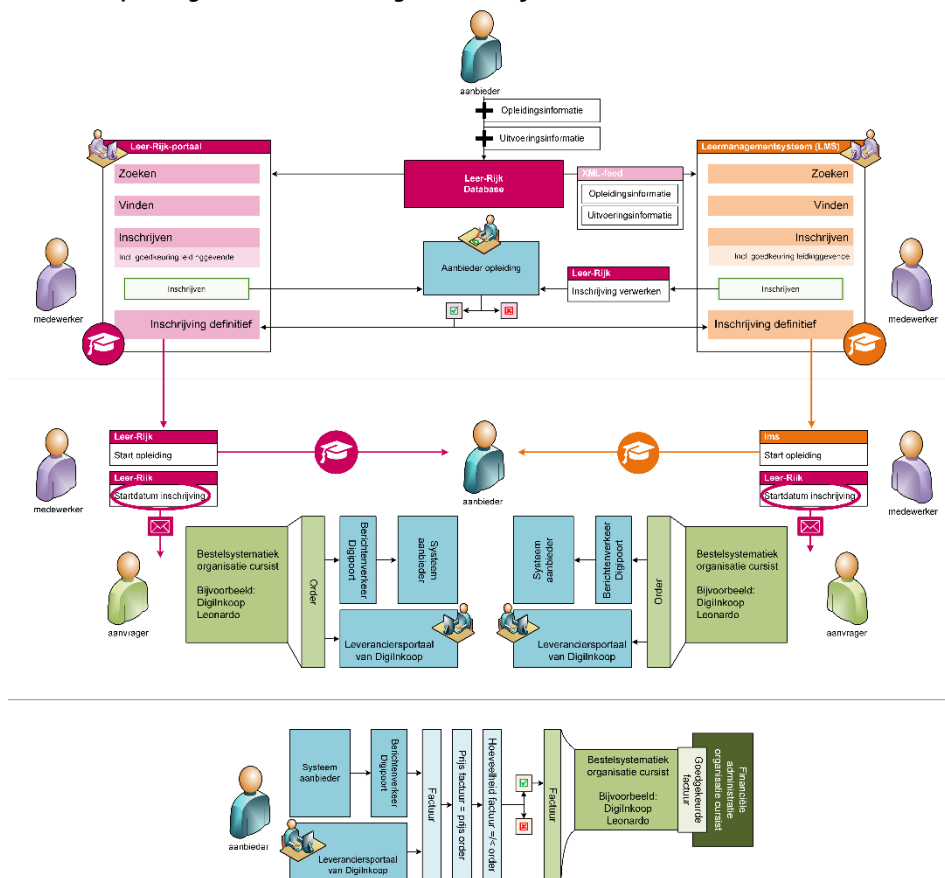 aanbieder
Opleidingsinformatie
Uitvoeringsinformatie
Leer-Rijk-portaal
Zoeken
Vinden
Inschrijven
Incl. goedkeuring leidinggevende
Inschrijven
Inschrijving definitief
medewerker
Leer-Rijk
Database
XML-feed
Opleidingsinformatie
Uitvoeringsinformatie
Aanbieder opleiding
Leer-Rijk
Inschrijving verwerken
Leermanagementsysteem (LMS)
Zoeken
Vinden
Inschrijven
Incl. goedkeuring leidinggevende
Inschrijven
Inschrijving definitief
medewerker
Leer-Rijk
Start opleiding
Leer-Rijk
Startdatum inschrijving
medewerker
aanbieder
lms
Start opleiding
Leer-Rijk
Startdatum inschrijving
medewerker
aanvrager
Bestelsystematiek
organisatie cursist
Bijvoorbeeld:
DigiInkoop
Leonardo
Order
Berichtenverkeer
Digipoort
Systeem
aanbieder
Leveranciersportaal
van DigiInkoop
Systeem
aanbieder
Berichtenverkeer
Digipoort
Leveranciersportaal
van DigiInkoop
Order
Bestelsystematiek
organisatie cursist
Bijvoorbeeld:
DigiInkoop
Leonardo
aanvrager
aanbieder
Systeem
aanbieder
Berichtenverkeer
Digipoort
Leveranciersportaal
van DigiInkoop
Factuur
Prijs factuur = prijs order
Hoeveelheid factuur =/< order
Factuur
Bestelsystematiek
organisatie cursist
Bijvoorbeeld:
DigiInkoop
Leonardo
Goedgekeurde
factuur
Financiële
administratie
organisatie cursist